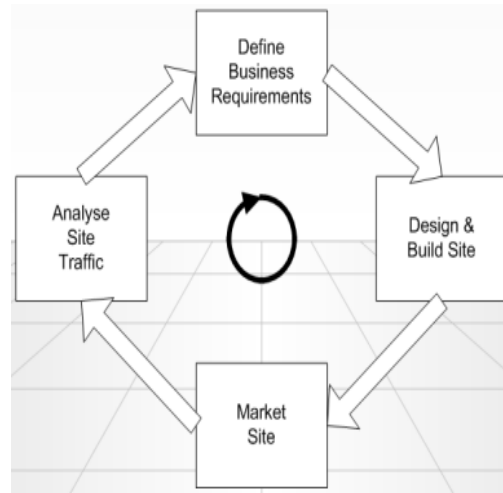 Define
Business
Requirements
Analyse
Site
Traffic
Design &
Build Site
Market
Site